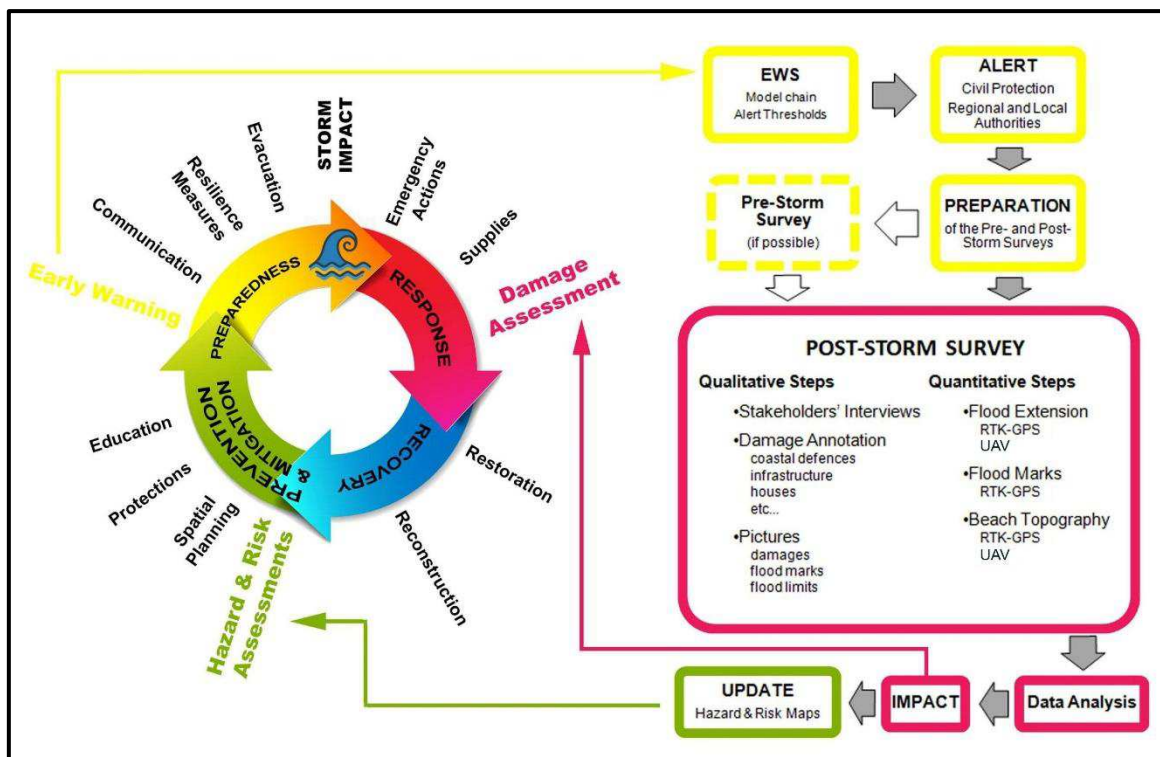 STORM
IMPACT
Evacuation
Resilience
Measures
Communication
Early Warning
Emergency
Actions
Supplies
Damage
Assessment
PREPAREDNESS
RESPONSE
RECOVERY
PREVENTION
& MITIGATION
Education
Protections
Spatial
Planning
Hazard & Risk
Assessments
Restoration
Reconstruction
EWS
Model chain
Alert Thresholds
ALERT
Civil Protection
Regional and Local
Authorities
Pre-Storm
Survey
(if possible)
PREPARATION
of the Pre- and Post-
Storm Surveys
POST-STORM SURVEY
Qualitative Steps
•Stakeholders' Interviews
•Damage Annotation
coastal defences
infrastructure
houses
etc...
•Pictures
damages
flood marks
flood limits
Quantitative Steps
•Flood Extension
RTK-GPS
UAV
•Flood Marks
RTK-GPS
•Beach Topography
RTK-GPS
UAV
UPDATE
Hazard & Risk Maps
IMPACT
Data Analysis